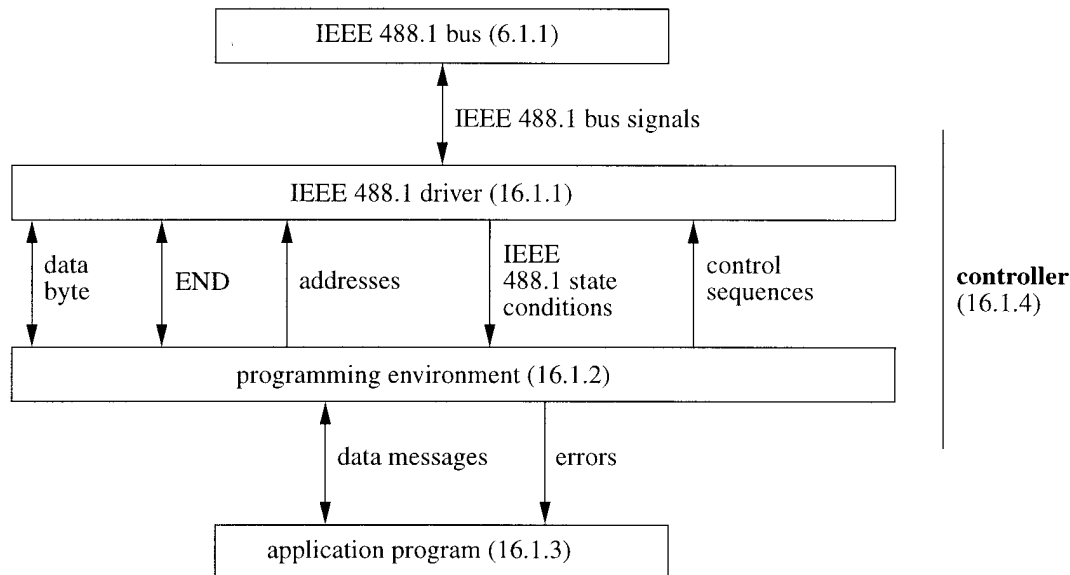 IEEE 488.1 bus (6.1.1)
IEEE 488.1 bus signals
IEEE 488.1 driver (16.1.1)
data
byte
END
addresses
IEEE
488.1 state
conditions
control
sequences
controller
(16.1.4)
programming environment (16.1.2)
data messages
errors
application program (16.1.3)